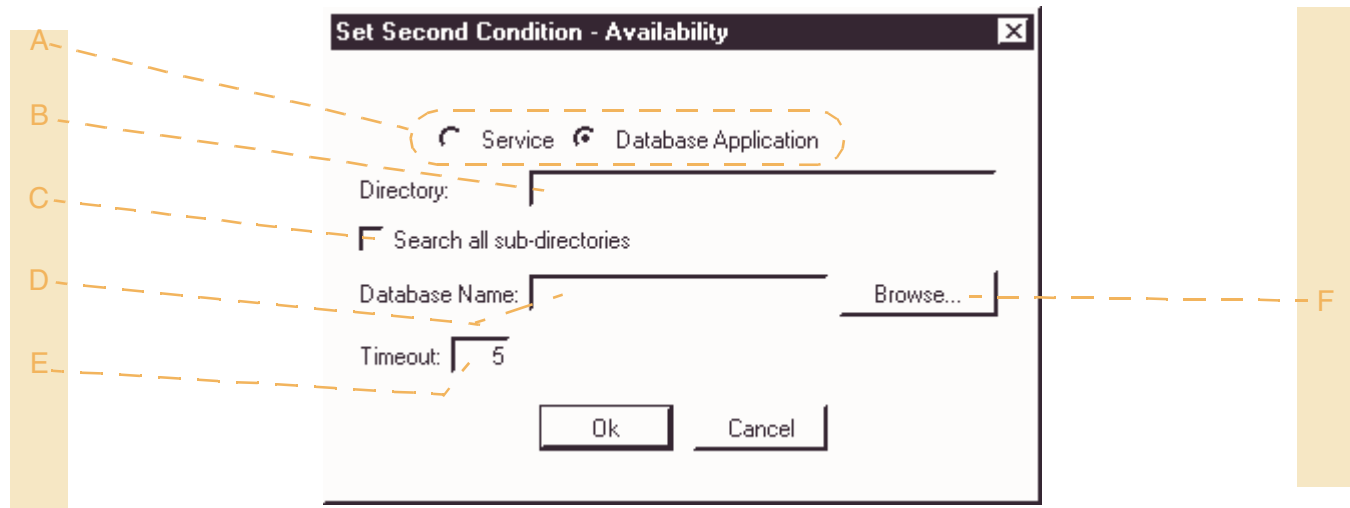 Set Second Condition - Availability
A
B
Service Database Application
Directory:
C
Search all sub-directories
D
Database Name: Browse...
F
E
Timeout: 5
Ok Cancel